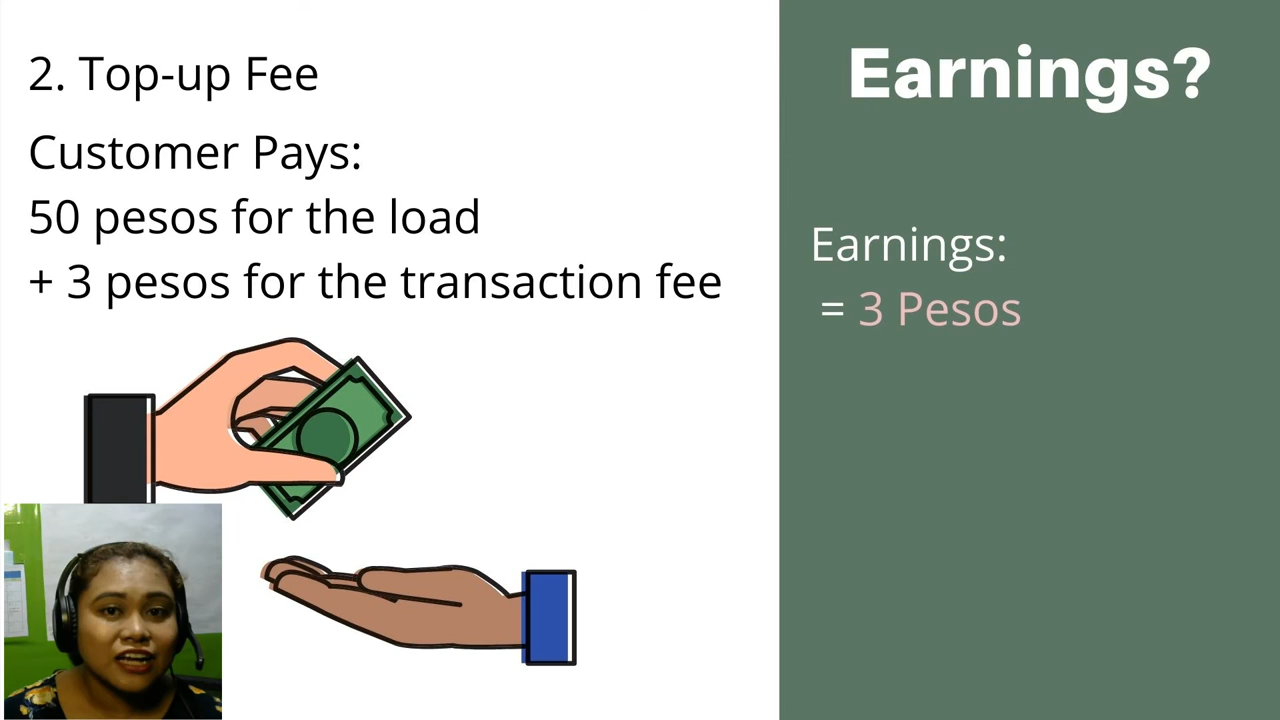 2. Top-up Fee
Customer Pays:
50 pesos for the load
+ 3 pesos for the transaction fee
Earnings?
Earnings:
= 3 Pesos